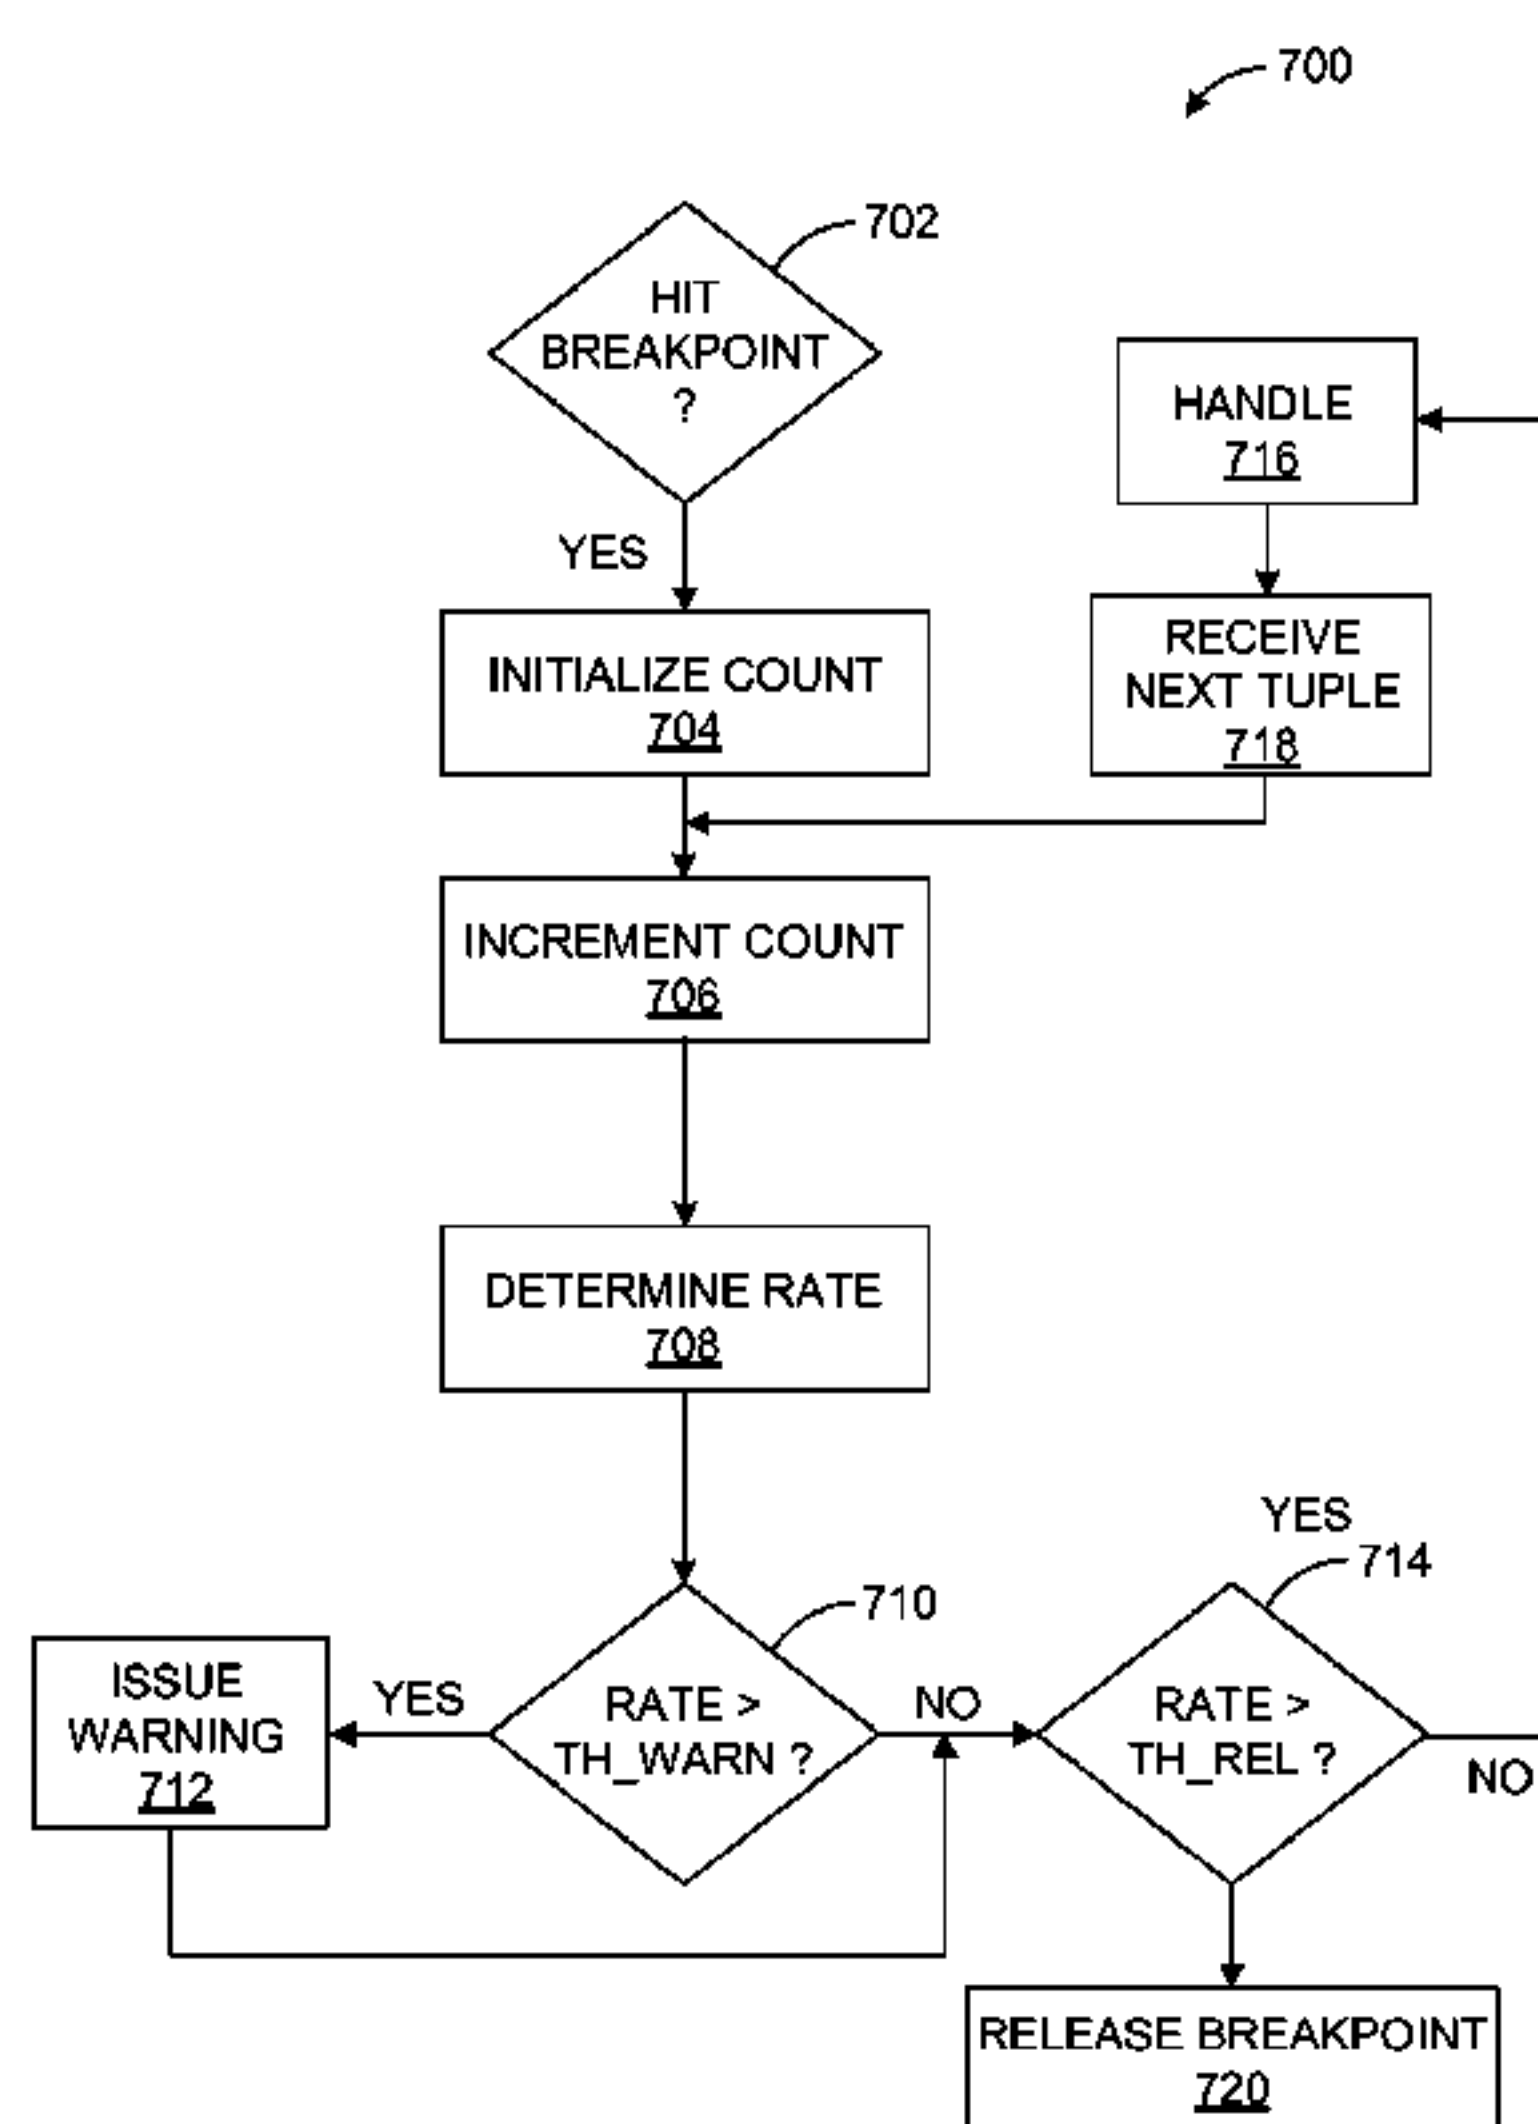 700
702
HIT
BREAKPOINT
?
YES
HANDLE
716
INITIALIZE COUNT
704
RECEIVE
NEXT TUPLE
718
INCREMENT COUNT
706
DETERMINE RATE
708
YES
714
710
ISSUE
WARNING
712
YES
RATE >
TH_WARN ?
NO
RATE >
TH_REL ?
NO
RELEASE BREAKPOINT
720